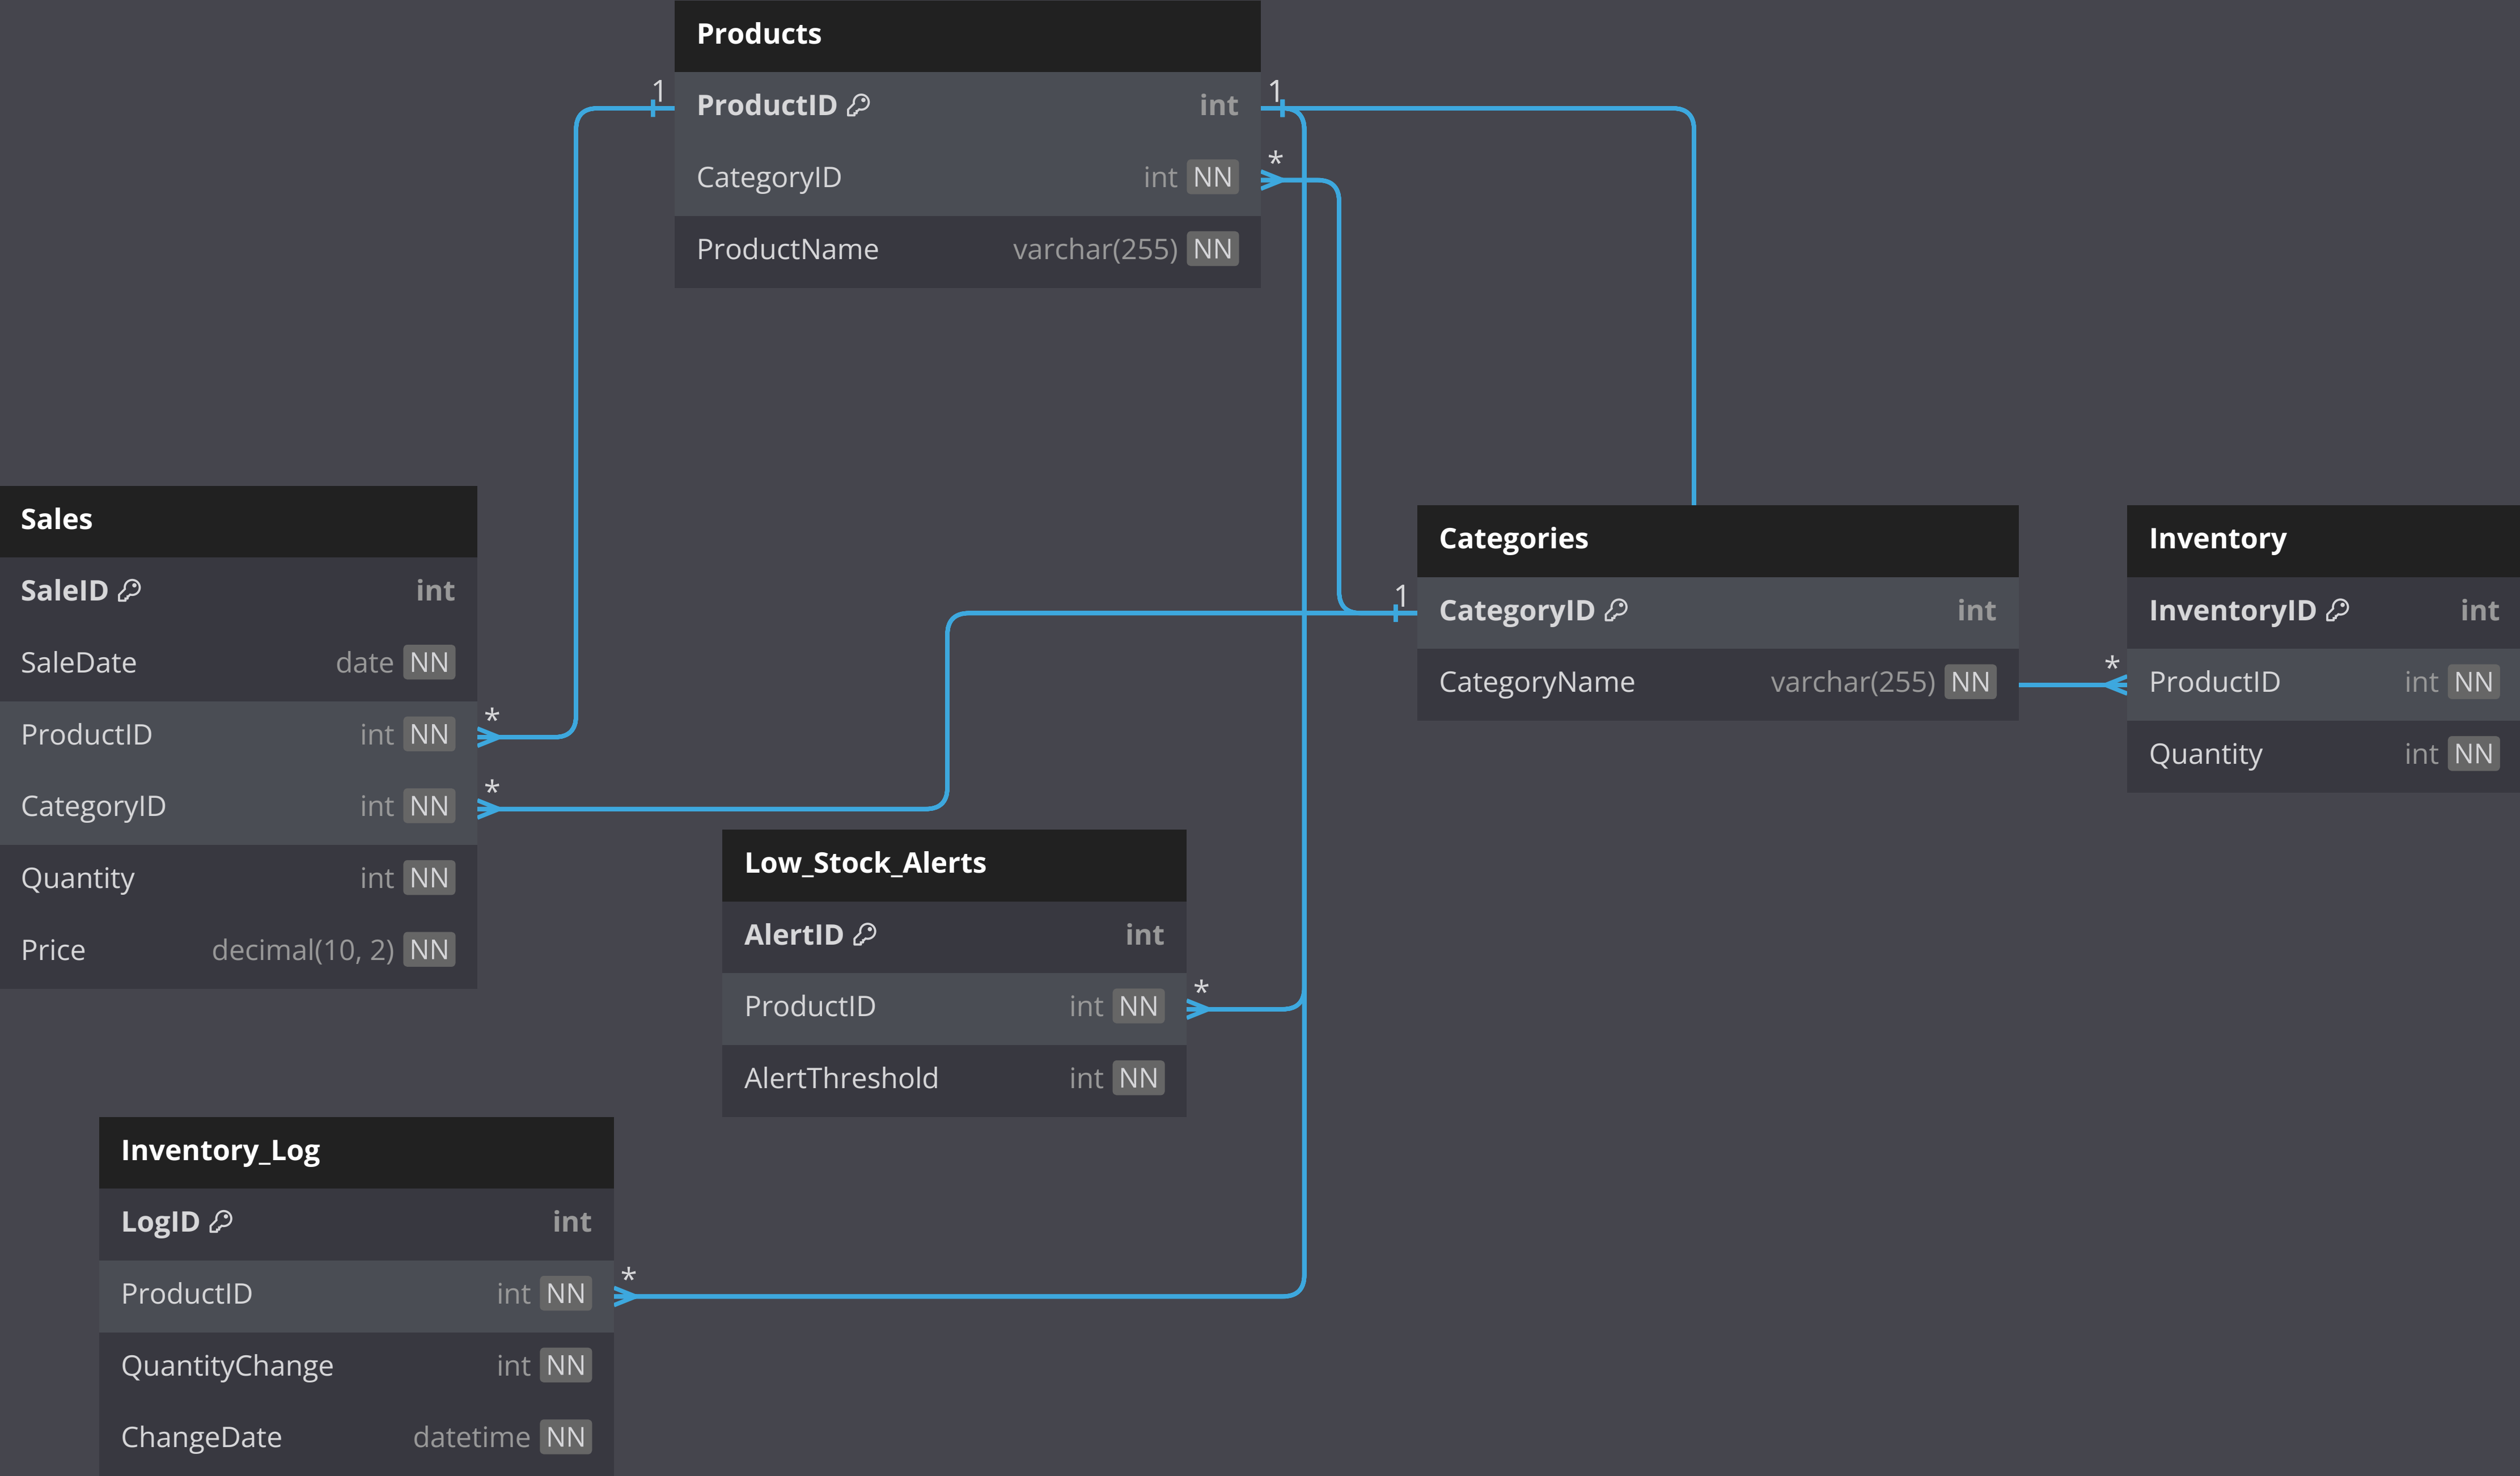 Products
1 ProductID int 1
CategoryID int NN *
ProductName varchar(255) NN
Sales
SaleID int
SaleDate date NN
ProductID int NN *
CategoryID int NN *
Quantity int NN
Price decimal(10, 2) NN
Categories
1 CategoryID int
CategoryName varchar(255) NN
Inventory
InventoryID int
* ProductID int NN
Quantity int NN
Low_Stock_Alerts
AlertID int
ProductID int NN *
AlertThreshold int NN
Inventory_Log
LogID int
ProductID int NN *
QuantityChange int NN
ChangeDate datetime NN